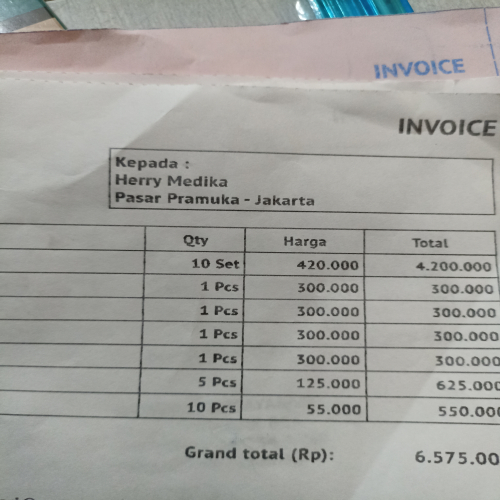 INVOICE
INVOICE
Kepada :
Herry Medika
Pasar Pramuka - Jakarta
Qty Harga Total
10 Set 420.000 4.200.000
1 Pcs 300.000 300.000
1 Pcs 300.000 300.000
1 Pcs 300.000 300.000
1 Pcs 300.000 300.000
5 Pcs 125.000 625.000
10 Pcs 55.000 550.000
Grand total (Rp): 6.575.00